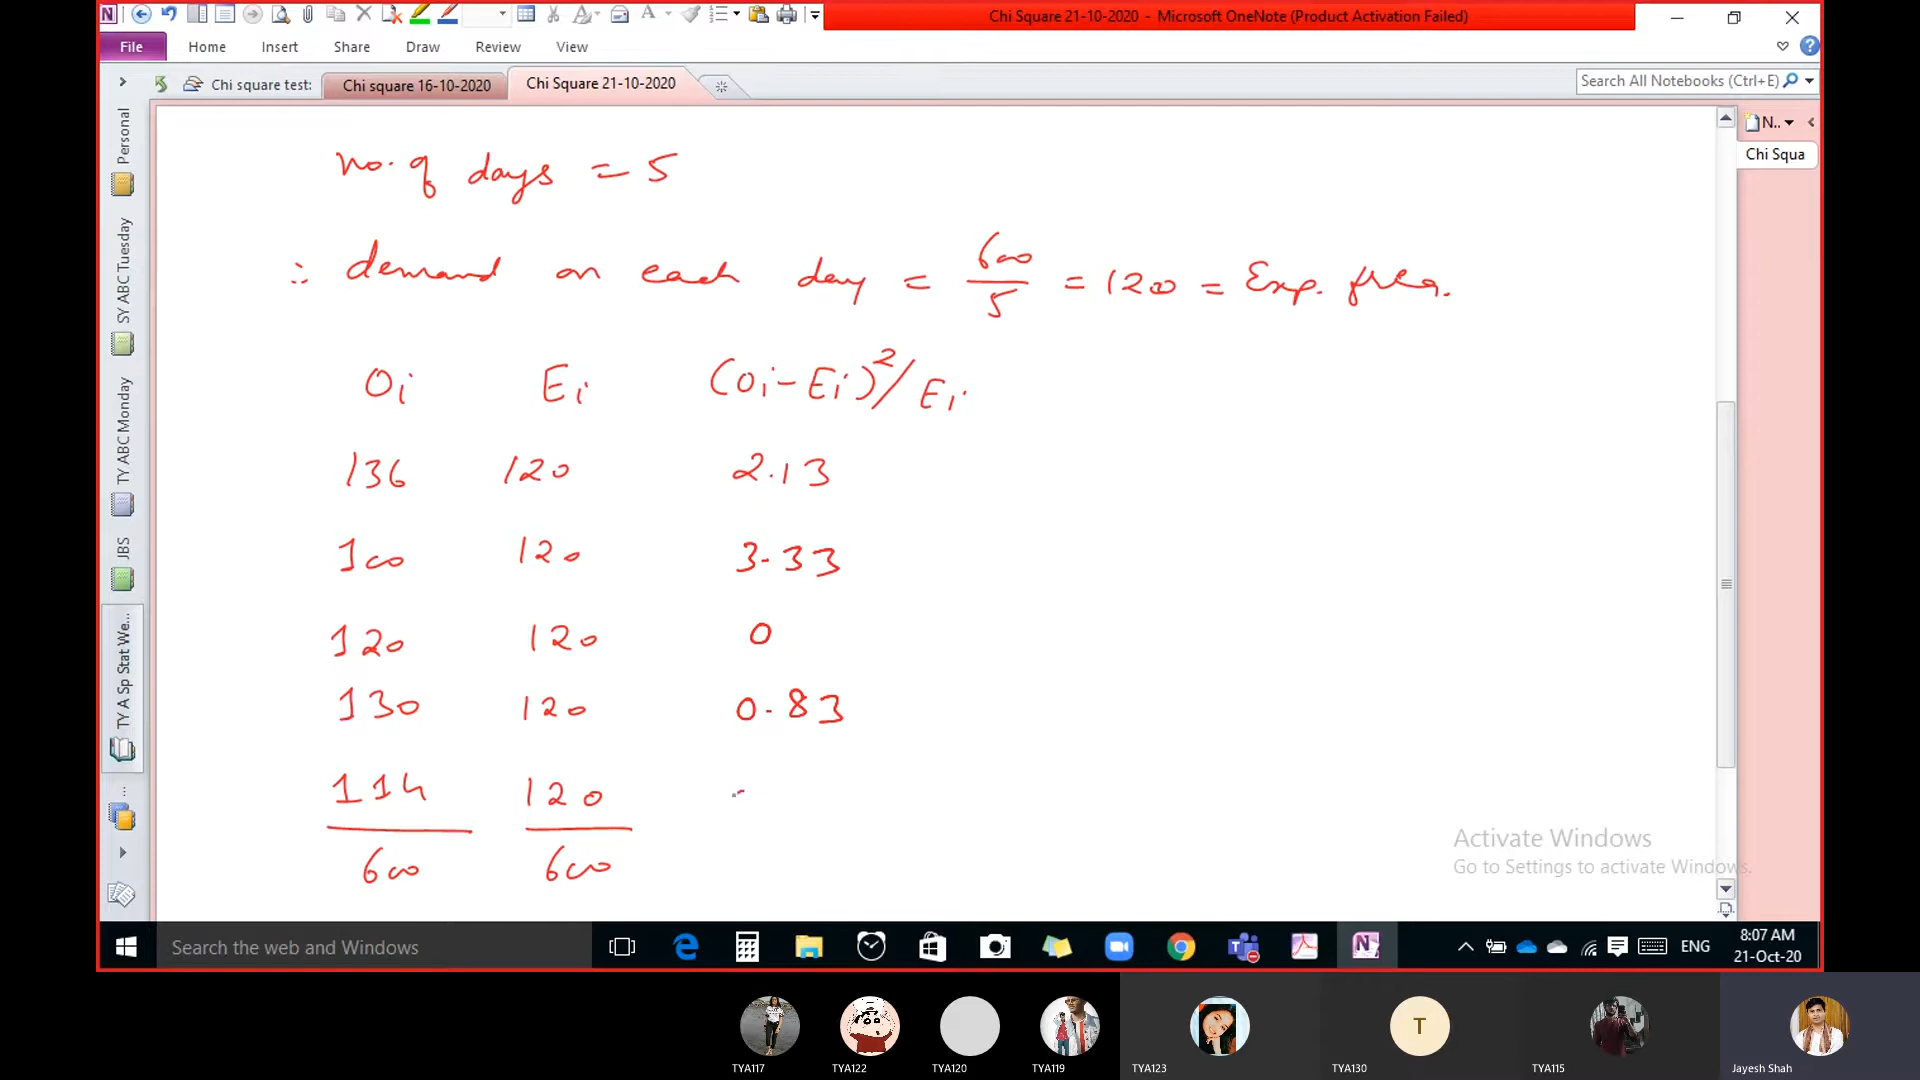 Chi Square 21-10-2020 - Microsoft OneNote (Product Activation Failed)
File Home Insert Share Draw Review View
Chi square test: Chi square 16-10-2020 Chi Square 21-10-2020
Search All Notebooks (Ctrl+E)
N..
Chi Squa
Personal
SY ABC Tuesday
TY ABC Monday
JBS
TY A Sp Stat We...
no. of days = 5
∴ demand on each day = 600/5 = 120 = Exp. freq.
Oi Ei (Oi-Ei)²/Ei
136 120 2.13
100 120 3.33
120 120 0
130 120 0.83
114 120
600 600
Activate Windows
Go to Settings to activate Windows.
Search the web and Windows
ENG
8:07 AM
21-Oct-20
T
TYA117 TYA122 TYA120 TYA119 TYA123 TYA130 TYA115 Jayesh Shah